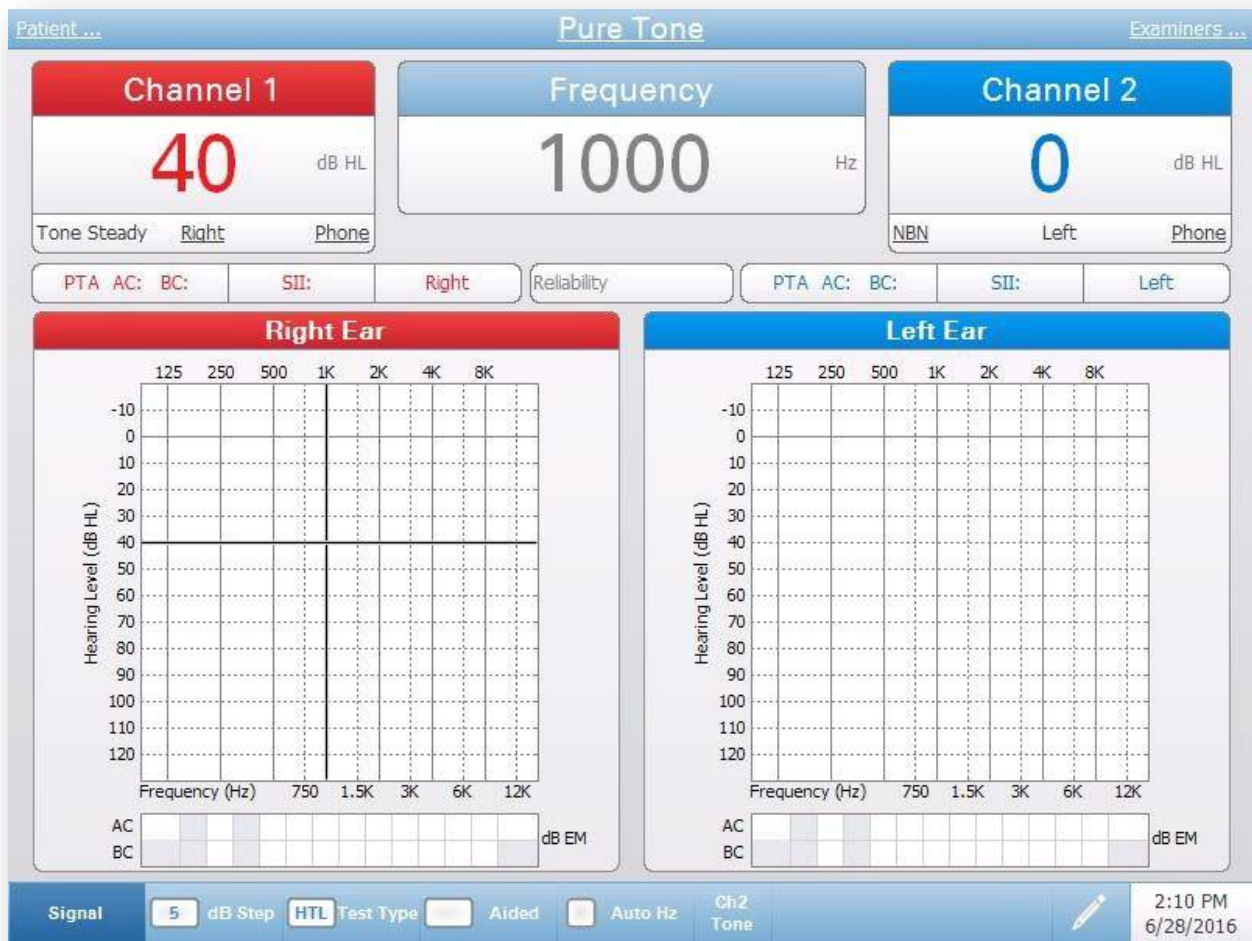 Patient ...
Pure Tone
Examiners ...
Channel 1
40 dB HL
Tone Steady Right Phone
Frequency
1000 Hz
Channel 2
0 dB HL
NBN Left Phone
PTA AC: BC: SII: Right
Reliability
PTA AC: BC: SII: Left
Right Ear
125 250 500 1K 2K 4K 8K
-10
0
10
20
30
40
50
60
70
80
90
100
110
120
Hearing Level (dB HL)
Frequency (Hz) 750 1.5K 3K 6K 12K
AC
BC
dB EM
Left Ear
125 250 500 1K 2K 4K 8K
-10
0
10
20
30
40
50
60
70
80
90
100
110
120
Hearing Level (dB HL)
Frequency (Hz) 750 1.5K 3K 6K 12K
AC
BC
dB EM
Signal
5 dB Step
HTL Test Type
Aided
Auto Hz
Ch2
Tone
2:10 PM
6/28/2016